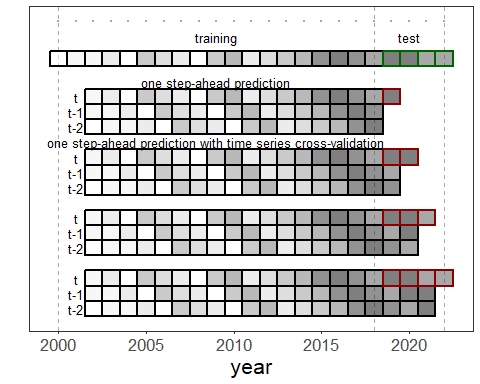 training test
one step-ahead prediction
t
t-1
t-2
one step-ahead prediction with time series cross-validation
t
t-1
t-2
t
t-1
t-2
t
t-1
t-2
2000 2005 2010 2015 2020
year